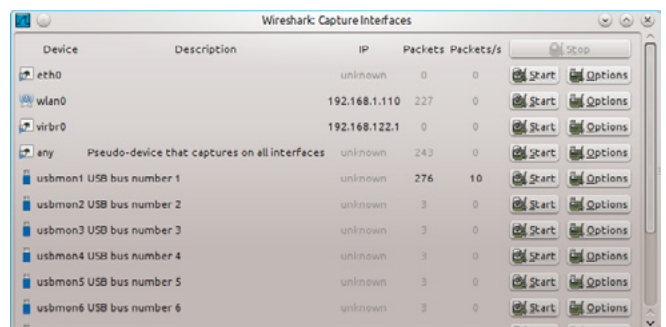 Wireshark: Capture Interfaces
Device Description IP Packets Packets/s Stop
eth0 unknown 0 0 Start Options
wlan0 192.168.1.110 227 0 Start Options
virbr0 192.168.122.1 0 0 Start Options
any Pseudo-device that captures on all interfaces unknown 243 0 Start Options
usbmon1 USB bus number 1 unknown 276 10 Start Options
usbmon2 USB bus number 2 unknown 3 0 Start Options
usbmon3 USB bus number 3 unknown 3 0 Start Options
usbmon4 USB bus number 4 unknown 3 0 Start Options
usbmon5 USB bus number 5 unknown 3 0 Start Options
usbmon6 USB bus number 6 unknown 3 0 Start Options